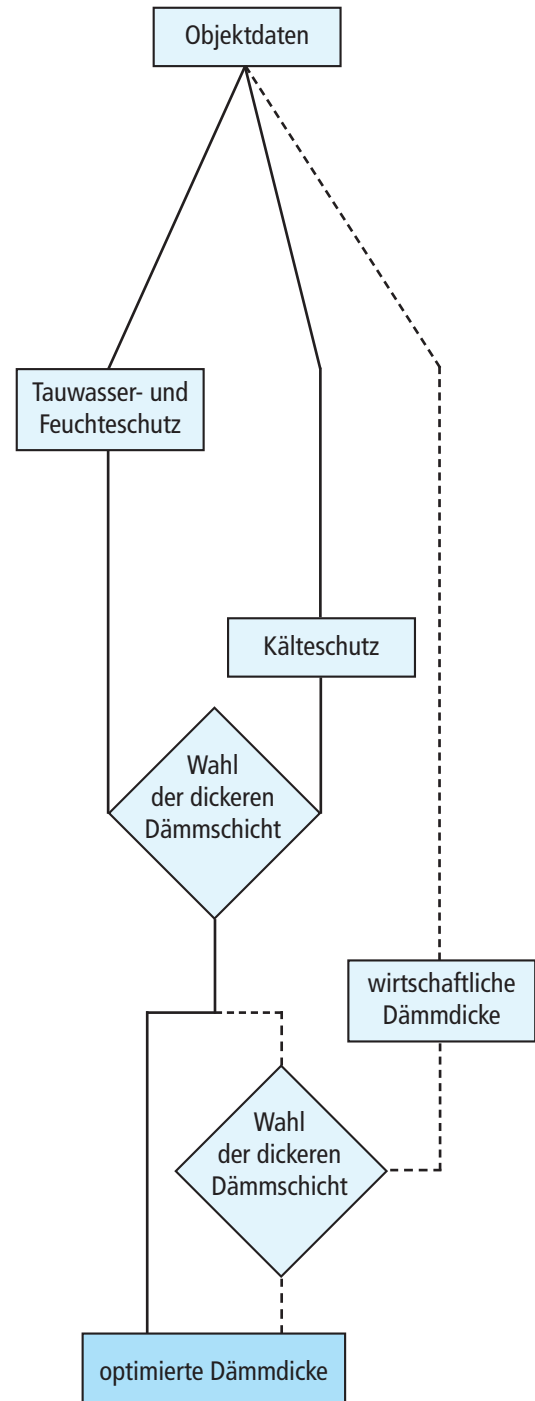 Objektdaten
Tauwasser- und
Feuchteschutz
Kälteschutz
Wahl
der dickeren
Dämmschicht
wirtschaftliche
Dämmdicke
Wahl
der dickeren
Dämmschicht
optimierte Dämmdicke